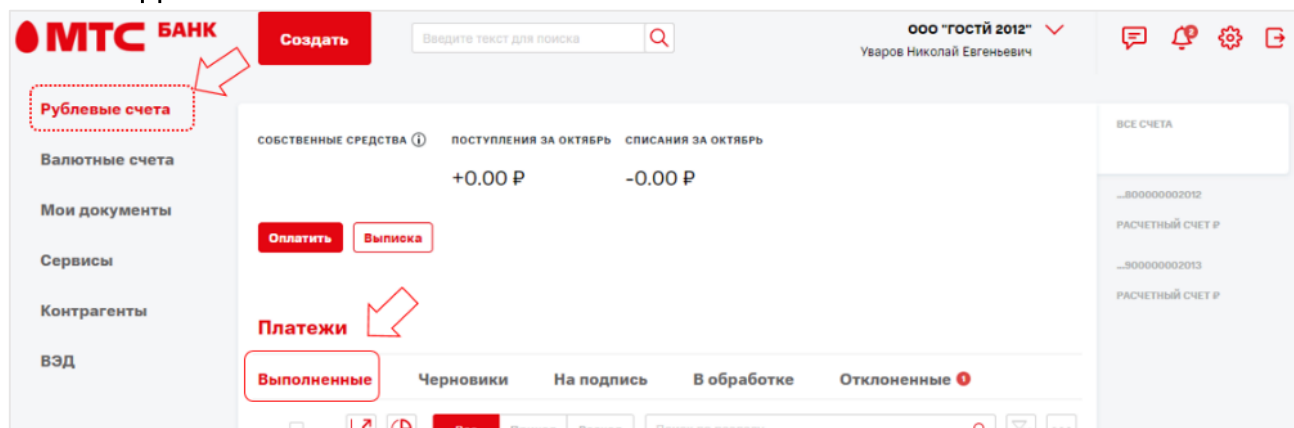 МТС БАНК
Создать
Введите текст для поиска
ООО "ГОСТЙ 2012"
Уваров Николай Евгеньевич
Рублевые счета
Валютные счета
Мои документы
Сервисы
Контрагенты
ВЭД
СОБСТВЕННЫЕ СРЕДСТВА
ПОСТУПЛЕНИЯ ЗА ОКТЯБРЬ
СПИСАНИЯ ЗА ОКТЯБРЬ
+0.00 ₽
-0.00 ₽
Оплатить
Выписка
Платежи
Выполненные
Черновики
На подпись
В обработке
Отклоненные 1
ВСЕ СЧЕТА
...800000002012
РАСЧЕТНЫЙ СЧЕТ ₽
...900000002013
РАСЧЕТНЫЙ СЧЕТ ₽